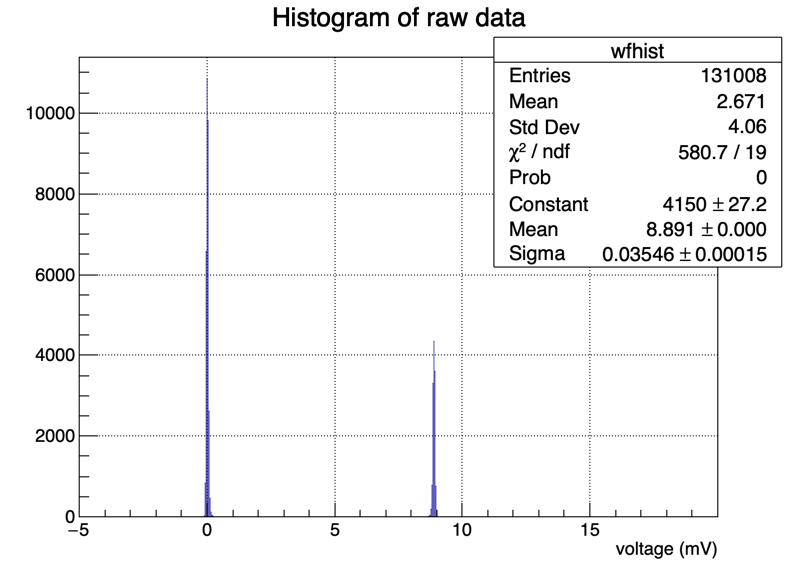 Histogram of raw data
wfhist
Entries 131008
Mean 2.671
Std Dev 4.06
χ² / ndf 580.7 / 19
Prob 0
Constant 4150 ± 27.2
Mean 8.891 ± 0.000
Sigma 0.03546 ± 0.00015
10000
8000
6000
4000
2000
0
−5 0 5 10 15
voltage (mV)